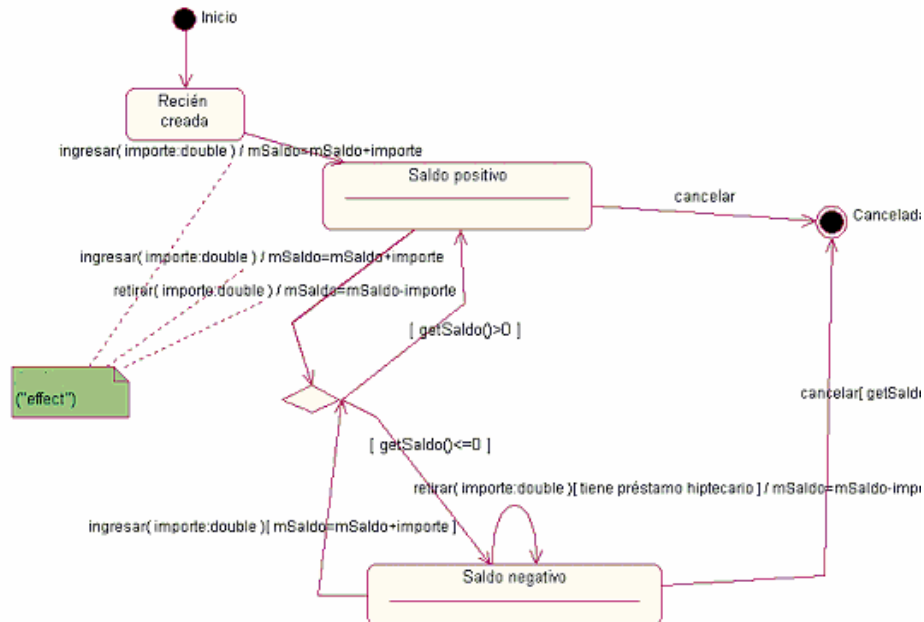 Inicio
Recién
creada
ingresar( importe:double ) / mSaldo=mSaldo+importe
Saldo positivo
cancelar
Cancelada
ingresar( importe:double ) / mSaldo=mSaldo+importe
retirar( importe:double ) / mSaldo=mSaldo-importe
[ getSaldo()>0 ]
("effect")
cancelar[ getSaldo
[ getSaldo()<=0 ]
retirar( importe:double )[ tiene préstamo hiptecario ] / mSaldo=mSaldo-impo
ingresar( importe:double )[ mSaldo=mSaldo+importe ]
Saldo negativo